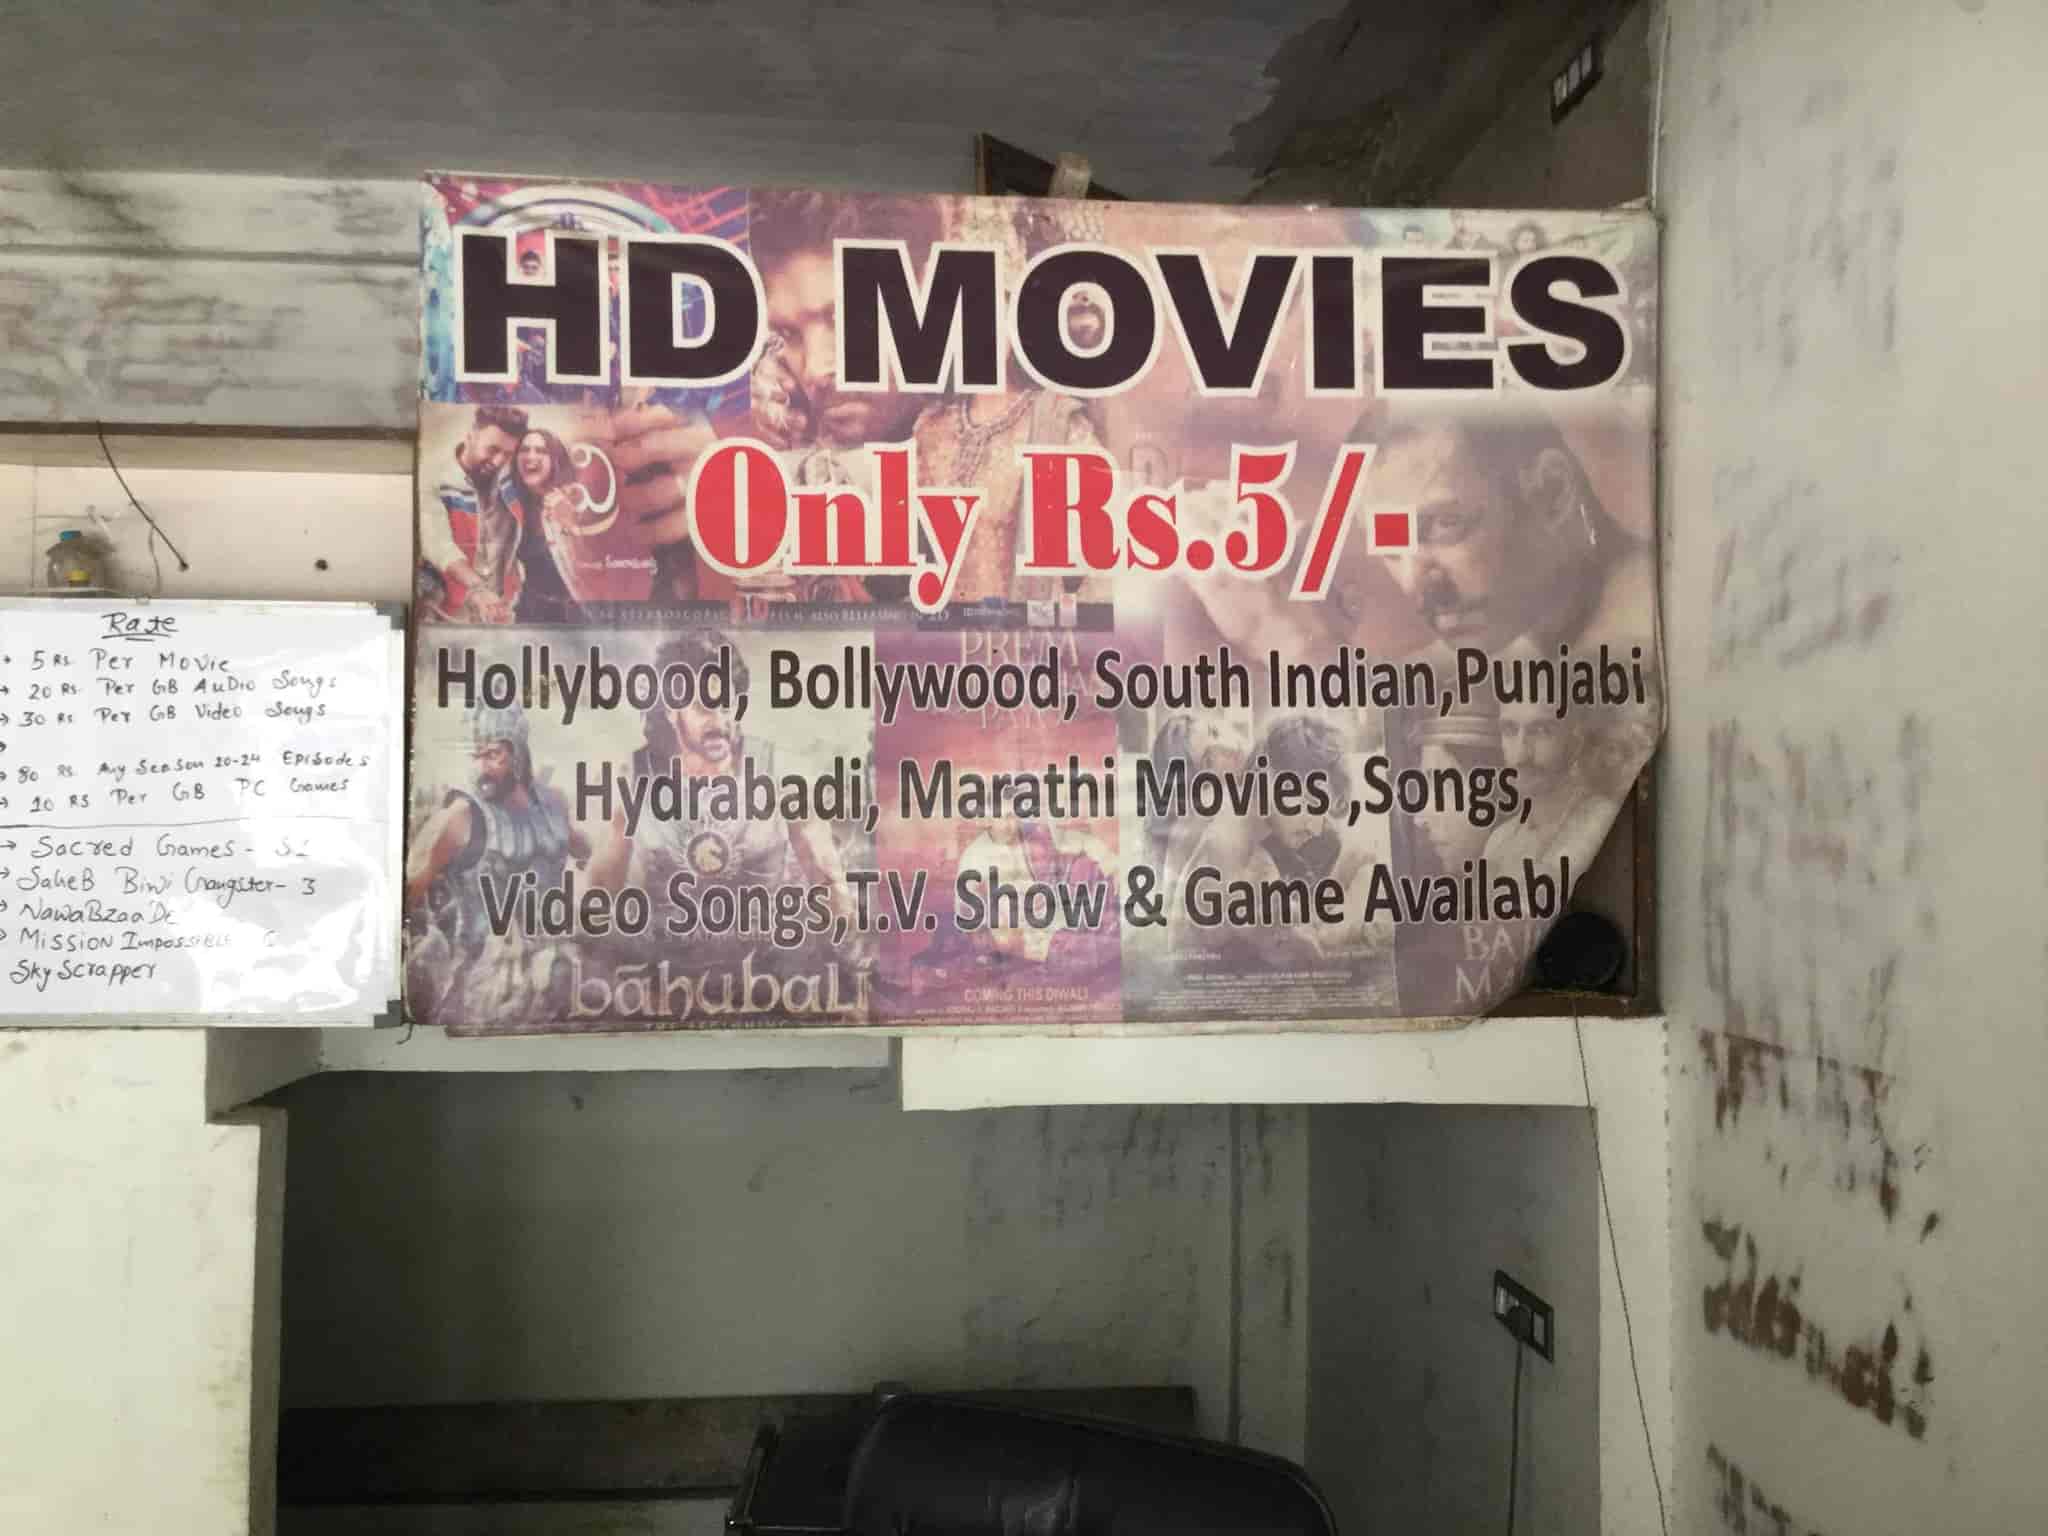 HD MOVIES
Only Rs.5/-
Hollybood, Bollywood, South Indian,Punjabi
Hydrabadi, Marathi Movies ,Songs,
Video Songs,T.V. Show & Game Availabl
PREM
bāhubali
THE BEGINNING
COMING THIS DIWALI
Rate
→ 5 Rs Per Movie
→ 20 Rs. Per GB Audio Songs
→ 30 Rs Per GB Video Songs
→
→ 80 Rs. Any Season 20-24 Episodes
→ 10 Rs Per GB PC Games
→ Sacred Games -
→ SaheB Biwi Gangster - 3
→ NawaBzaaDe
→ Mission Impossible
Sky Scrapper